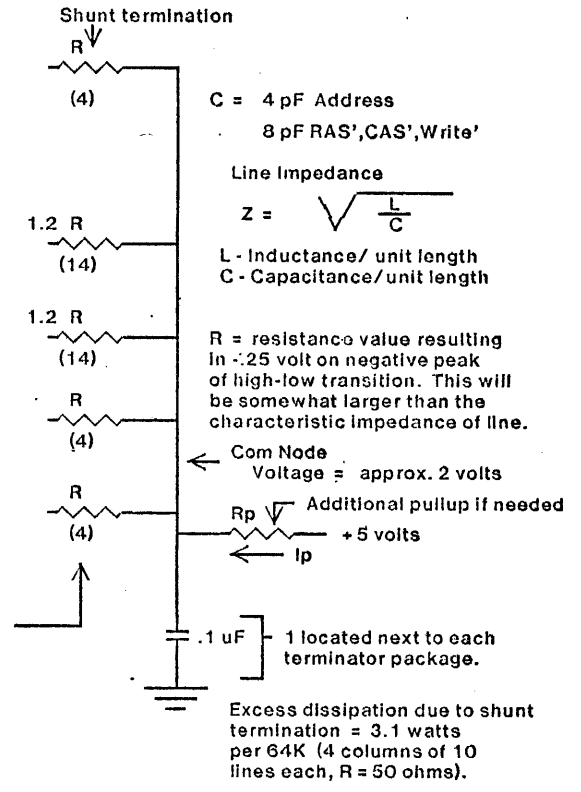 Shunt termination
R
(4)
C = 4 pF Address
8 pF RAS',CAS',Write'
Line Impedance
Z = √ L/C
L - Inductance/ unit length
C - Capacitance/unit length
1.2 R
(14)
1.2 R
(14)
R = resistance value resulting
in -.25 volt on negative peak
of high-low transition. This will
be somewhat larger than the
characteristic impedance of line.
R
(4)
Com Node
Voltage = approx. 2 volts
R
(4)
Additional pullup if needed
Rp
+5 volts
Ip
.1 uF
1 located next to each
terminator package.
Excess dissipation due to shunt
termination = 3.1 watts
per 64K (4 columns of 10
lines each, R = 50 ohms).